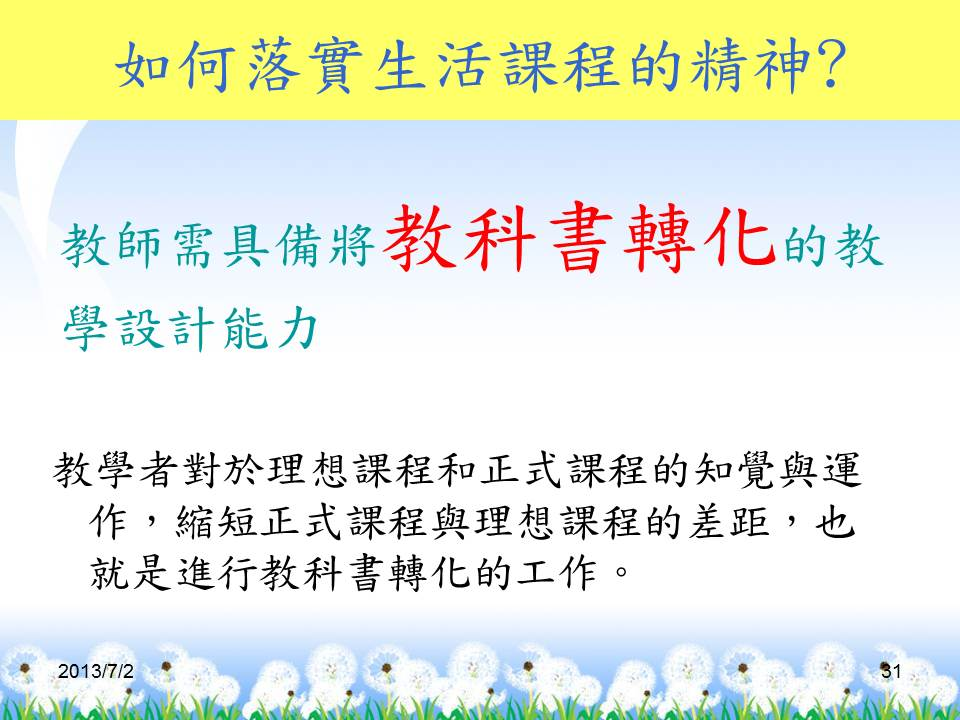 如何落實生活課程的精神?
教師需具備將教科書轉化的教
學設計能力
教學者對於理想課程和正式課程的知覺與運
作，縮短正式課程與理想課程的差距，也
就是進行教科書轉化的工作。
2013/7/2
31